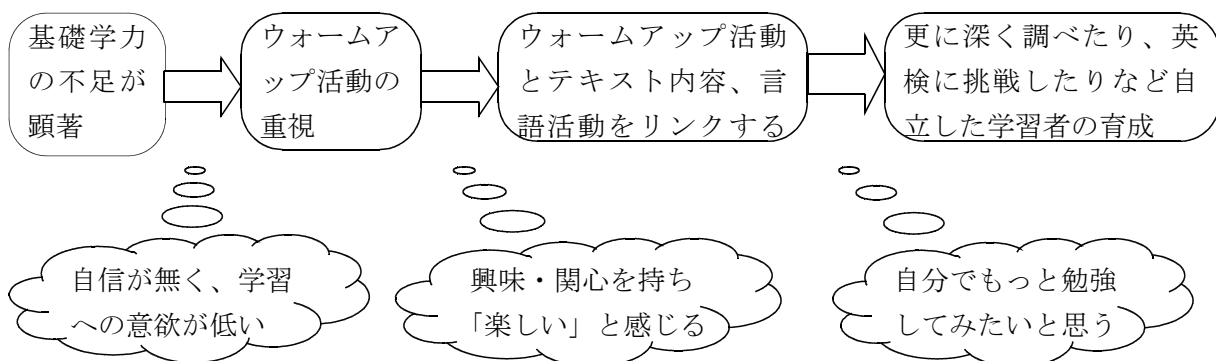 基礎学力
の不足が
顕著
ウォームア
ップ活動の
重視
ウォームアップ活動
とテキスト内容、言
語活動をリンクする
更に深く調べたり、英
検に挑戦したりなど自
立した学習者の育成
自信が無く、学習
への意欲が低い
興味・関心を持ち
「楽しい」と感じる
自分でもっと勉強
してみたいと思う